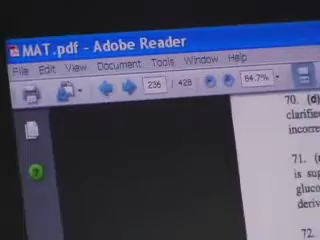 MAT.pdf - Adobe Reader
File Edit View Document Tools Window Help
236 / 428 64.7%
70. (d)
clarifie
incorre
71. (
is sug
gluco
deriv
72.